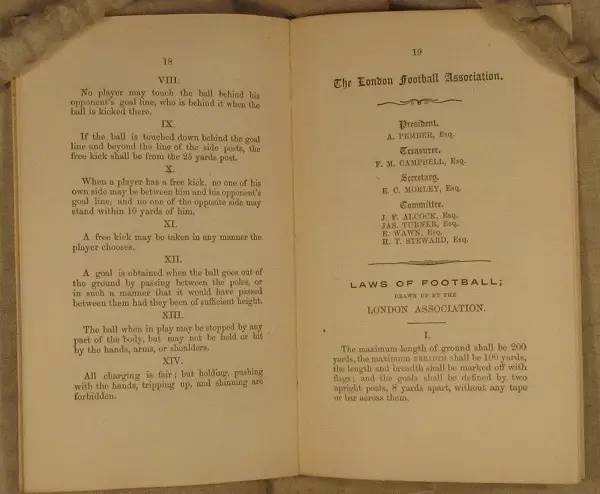 18
VIII.
No player may touch the ball behind his
opponent's goal line, who is behind it when the
ball is kicked there.
IX.
If the ball is touched down behind the goal
line and beyond the line of the side posts, the
free kick shall be from the 25 yards post.
X.
When a player has a free kick, no one of his
own side may be between him and his opponent's
goal line, and no one of the opposite side may
stand within 10 yards of him.
XI.
A free kick may be taken in any manner the
player chooses.
XII.
A goal is obtained when the ball goes out of
the ground by passing between the poles, or
in such a manner that it would have passed
between them had they been of sufficient height.
XIII.
The ball when in play may be stopped by any
part of the body, but may not be held or hit
by the hands, arms, or shoulders.
XIV.
All charging is fair; but holding, pushing
with the hands, tripping up, and shinning are
forbidden.
19
The London Football Association.
President.
A. PEMBER, Esq.
Treasurer.
F. M. CAMPBELL, Esq.
Secretary.
E. C. MORLEY, Esq.
Committee.
J. F. ALCOCK, Esq.
JAS. TURNER, Esq.
E. WAWN, Esq.
H. T. STEWARD, Esq.
LAWS OF FOOTBALL;
DRAWN UP BY THE
LONDON ASSOCIATION.
I.
The maximum length of ground shall be 200
yards, the maximum BREADTH shall be 100 yards,
the length and breadth shall be marked off with
flags; and the goals shall be defined by two
upright posts, 8 yards apart, without any tape
or bar across them.